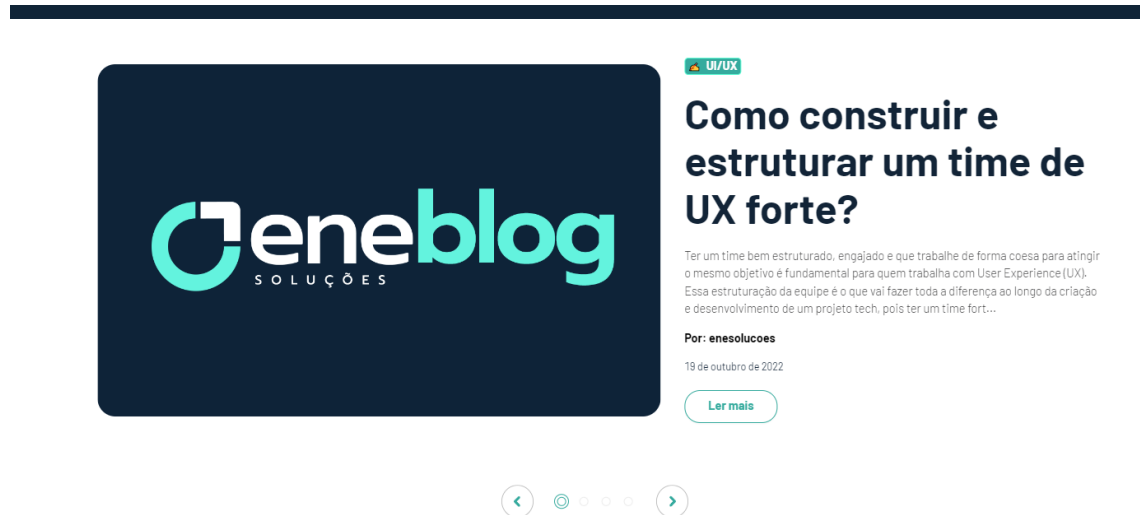 eneblog
SOLUÇÕES
UI/UX
Como construir e
estruturar um time de
UX forte?
Ter um time bem estruturado, engajado e que trabalhe de forma coesa para atingir
o mesmo objetivo é fundamental para quem trabalha com User Experience (UX).
Essa estruturação da equipe é o que vai fazer toda a diferença ao longo da criação
e desenvolvimento de um projeto tech, pois ter um time fort...
Por: enesolucoes
19 de outubro de 2022
Ler mais